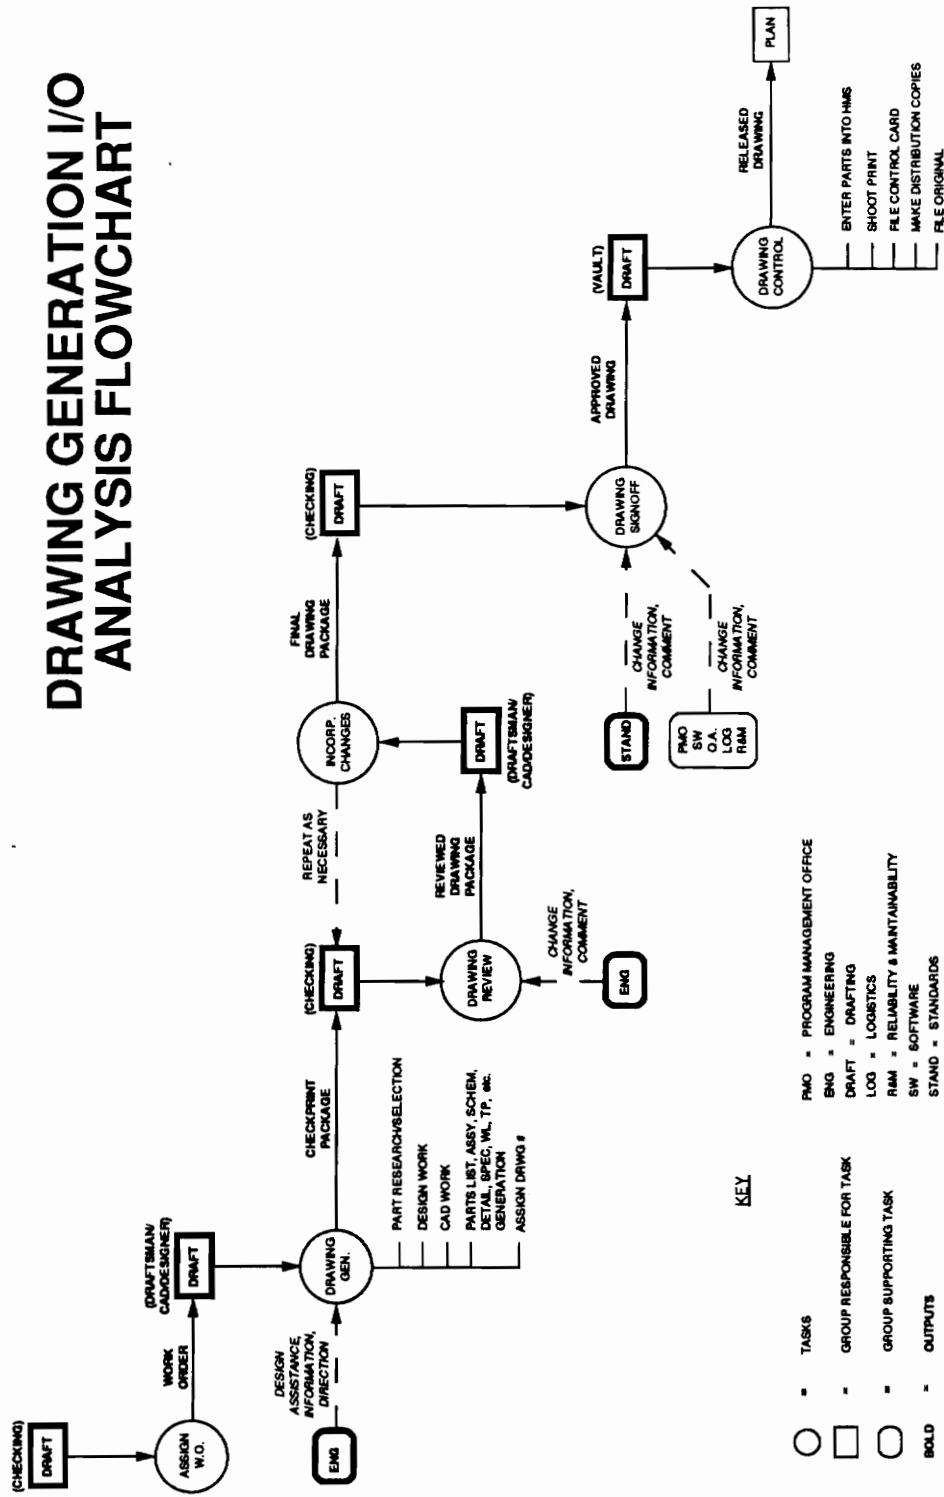 DRAWING GENERATION I/O
ANALYSIS FLOWCHART
(CHECKING)
DRAFT
ASSIGN
W.O.
WORK
ORDER
(DRAFTSMAN/
CAD/DESIGNER)
DRAFT
ENG
DESIGN
ASSISTANCE,
INFORMATION,
DIRECTION
DRAWING
GEN.
PART RESEARCH/SELECTION
DESIGN WORK
CAD WORK
PARTS LIST, ASSY, SCHEM,
DETAIL, SPEC, WL, TP, etc.
GENERATION
ASSIGN DRWG #
CHECKPRINT
PACKAGE
(CHECKING)
DRAFT
REPEAT AS
NECESSARY
DRAWING
REVIEW
ENG
CHANGE
INFORMATION,
COMMENT
REVIEWED
DRAWING
PACKAGE
DRAFT
(DRAFTSMAN/
CAD/DESIGNER)
INCORP.
CHANGES
FINAL
DRAWING
PACKAGE
(CHECKING)
DRAFT
STAND
CHANGE
INFORMATION,
COMMENT
PMO
SW
O.A.
LOG
R&M
CHANGE
INFORMATION,
COMMENT
DRAWING
SIGNOFF
APPROVED
DRAWING
(VAULT)
DRAFT
DRAWING
CONTROL
ENTER PARTS INTO HMS
SHOOT PRINT
FILE CONTROL CARD
MAKE DISTRIBUTION COPIES
FILE ORIGINAL
RELEASED
DRAWING
PLAN
KEY
= TASKS
= GROUP RESPONSIBLE FOR TASK
= GROUP SUPPORTING TASK
BOLD = OUTPUTS
PMO = PROGRAM MANAGEMENT OFFICE
ENG = ENGINEERING
DRAFT = DRAFTING
LOG = LOGISTICS
R&M = RELIABILITY & MAINTAINABILITY
SW = SOFTWARE
STAND = STANDARDS